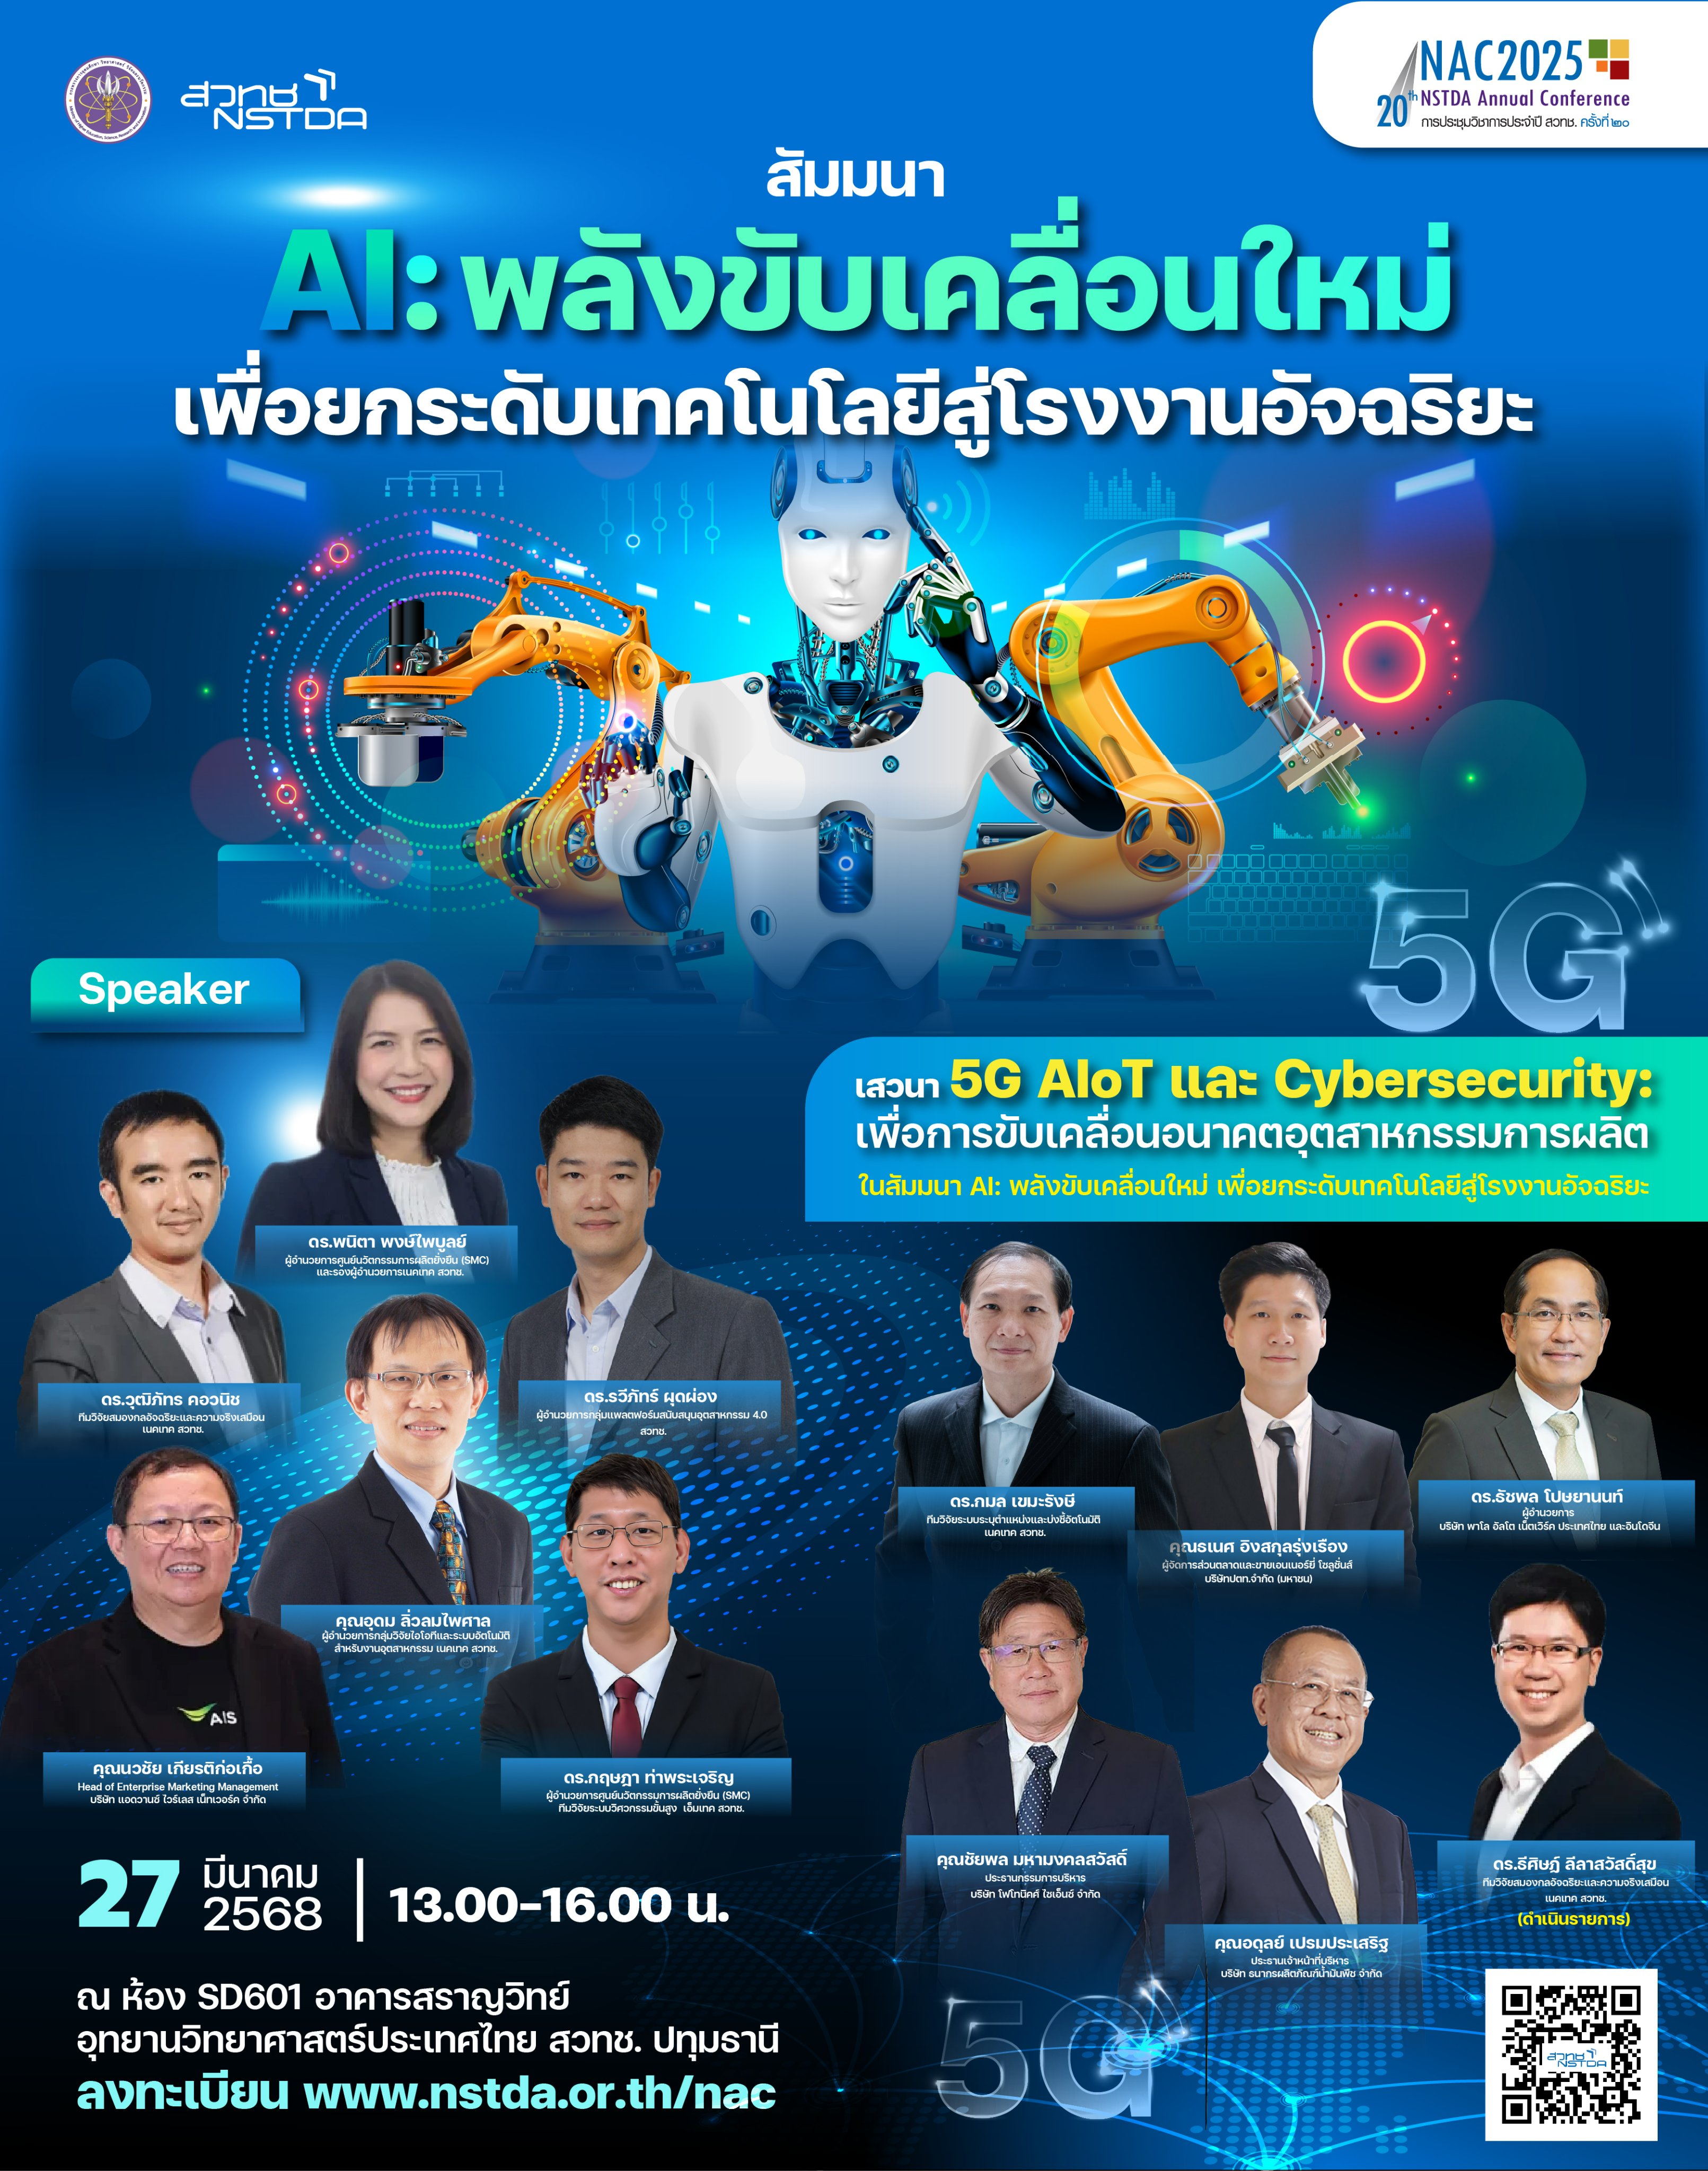 สวทช
NSTDA
NAC2025
20th NSTDA Annual Conference
การประชุมวิชาการประจำปี สวทช. ครั้งที่ ๒๐
สัมมนา
AI: พลังขับเคลื่อนใหม่
เพื่อยกระดับเทคโนโลยีสู่โรงงานอัจฉริยะ
5G
Speaker
ดร.พนิตา พงษ์ไพบูลย์
ผู้อำนวยการศูนย์นวัตกรรมการผลิตยั่งยืน (SMC)
และรองผู้อำนวยการเนคเทค สวทช.
ดร.วุฒิภัทร คอวนิช
ทีมวิจัยสมองกลอัจฉริยะและความจริงเสมือน
เนคเทค สวทช.
ดร.รวีภัทร์ ผุดผ่อง
ผู้อำนวยการกลุ่มแพลตฟอร์มสนับสนุนอุตสาหกรรม 4.0
สวทช.
คุณอุดม ลิ่วลมไพศาล
ผู้อำนวยการกลุ่มวิจัยไอโอทีและระบบอัตโนมัติ
สำหรับงานอุตสาหกรรม เนคเทค สวทช.
AIS
คุณนวชัย เกียรติก่อเกื้อ
Head of Enterprise Marketing Management
บริษัท แอดวานซ์ ไวร์เลส เน็ทเวอร์ค จำกัด
ดร.กฤษฎา ท่าพระเจริญ
ผู้อำนวยการศูนย์นวัตกรรมการผลิตยั่งยืน (SMC)
ทีมวิจัยระบบวิศวกรรมขั้นสูง เอ็มเทค สวทช.
เสวนา 5G AIoT และ Cybersecurity:
เพื่อการขับเคลื่อนอนาคตอุตสาหกรรมการผลิต
ในสัมมนา AI: พลังขับเคลื่อนใหม่ เพื่อยกระดับเทคโนโลยีสู่โรงงานอัจฉริยะ
ดร.กมล เขมะรังษี
ทีมวิจัยระบบระบุตำแหน่งและบ่งชี้อัตโนมัติ
เนคเทค สวทช.
คุณธเนศ อิงสกุลรุ่งเรือง
ผู้จัดการส่วนตลาดและขายเอนเนอร์ยี่ โซลูชั่นส์
บริษัทปตท.จำกัด (มหาชน)
ดร.ธัชพล โปษยานนท์
ผู้อำนวยการ
บริษัท พาโล อัลโต เน็ตเวิร์ค ประเทศไทย และอินโดจีน
คุณชัยพล มหามงคลสวัสดิ์
ประธานกรรมการบริหาร
บริษัท โฟโทนิคส์ ไซเอ็นซ์ จำกัด
คุณอดุลย์ เปรมประเสริฐ
ประธานเจ้าหน้าที่บริหาร
บริษัท ธนากรผลิตภัณฑ์น้ำมันพืช จำกัด
ดร.ธีศิษฏ์ ลีลาสวัสดิ์สุข
ทีมวิจัยสมองกลอัจฉริยะและความจริงเสมือน
เนคเทค สวทช.
(ดำเนินรายการ)
27 มีนาคม 2568 | 13.00-16.00 น.
ณ ห้อง SD601 อาคารสราญวิทย์
อุทยานวิทยาศาสตร์ประเทศไทย สวทช. ปทุมธานี
ลงทะเบียน www.nstda.or.th/nac
5G
สวทช
NSTDA